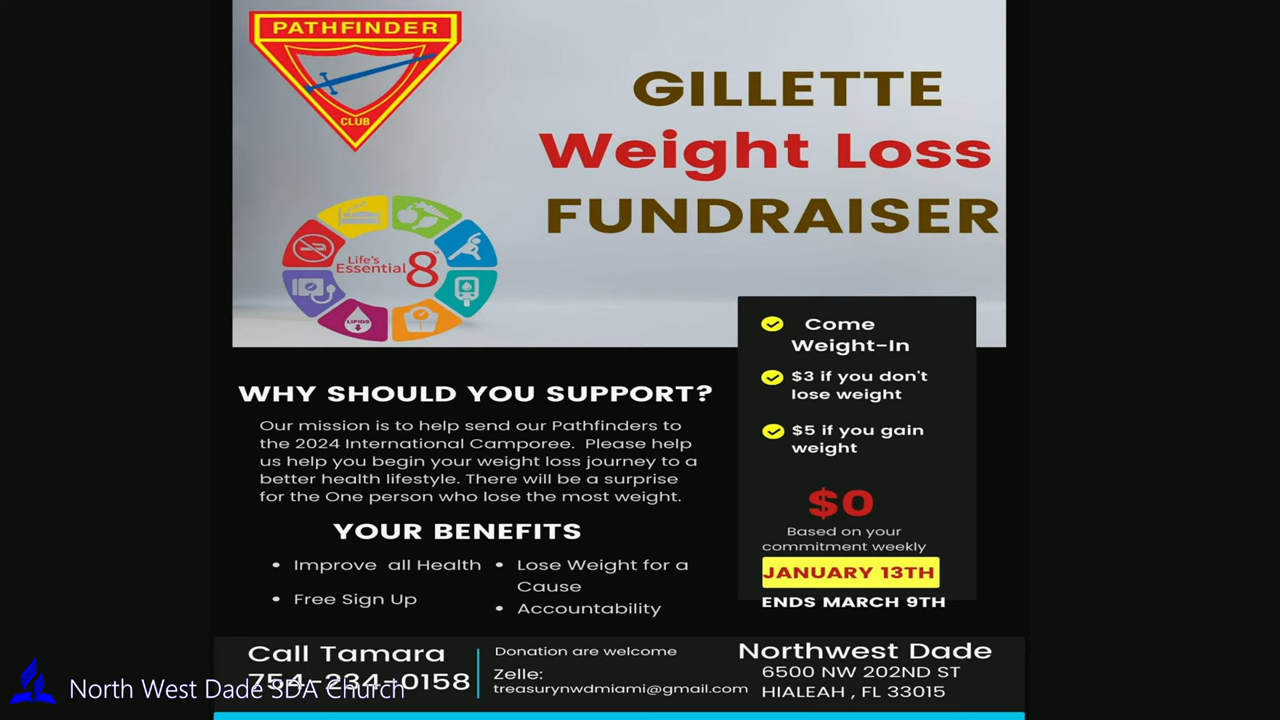 PATHFINDER
CLUB
GILLETTE
Weight Loss
FUNDRAISER
Life's
Essential 8
LIPIDS
Come
Weight-In
$3 if you don't
lose weight
$5 if you gain
weight
$0
Based on your
commitment weekly
JANUARY 13TH
ENDS MARCH 9TH
WHY SHOULD YOU SUPPORT?
Our mission is to help send our Pathfinders to
the 2024 International Camporee. Please help
us help you begin your weight loss journey to a
better health lifestyle. There will be a surprise
for the One person who lose the most weight.
YOUR BENEFITS
• Improve all Health
• Free Sign Up
• Lose Weight for a
Cause
• Accountability
Call Tamara
754-234-0158
Donation are welcome
Zelle:
treasurynwdmiami@gmail.com
Northwest Dade
6500 NW 202ND ST
HIALEAH , FL 33015
North West Dade SDA Church